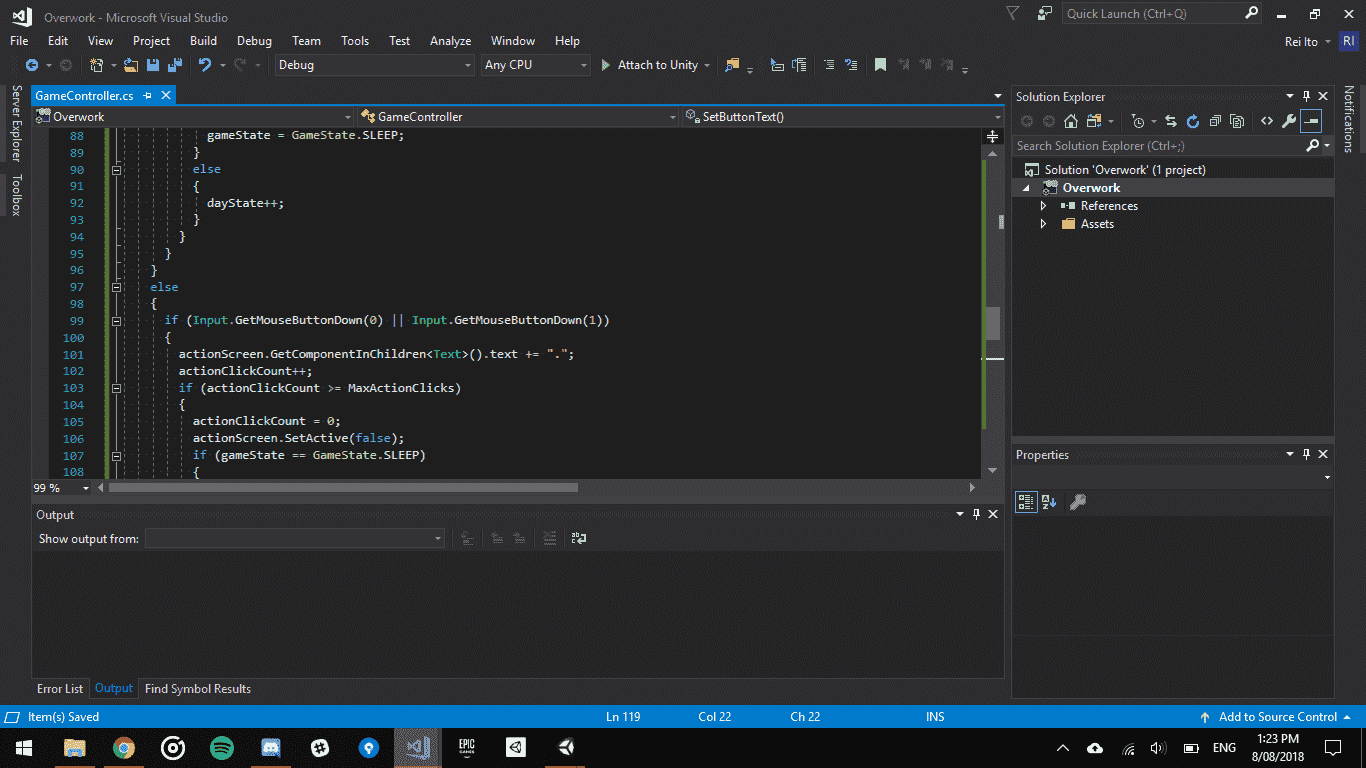 Overwork - Microsoft Visual Studio
Quick Launch (Ctrl+Q)
File Edit View Project Build Debug Team Tools Test Analyze Window Help
Rei Ito RI
Debug Any CPU Attach to Unity
Server Explorer
Toolbox
GameController.cs
Overwork GameController SetButtonText()
88 gameState = GameState.SLEEP;
89 }
90 else
91 {
92 dayState++;
93 }
94 }
95 }
96 }
97 else
98 {
99 if (Input.GetMouseButtonDown(0) || Input.GetMouseButtonDown(1))
100 {
101 actionScreen.GetComponentInChildren<Text>().text += ".";
102 actionClickCount++;
103 if (actionClickCount >= MaxActionClicks)
104 {
105 actionClickCount = 0;
106 actionScreen.SetActive(false);
107 if (gameState == GameState.SLEEP)
108 {
99 %
Output
Show output from:
Error List Output Find Symbol Results
Solution Explorer
Search Solution Explorer (Ctrl+;)
Solution 'Overwork' (1 project)
Overwork
References
Assets
Properties
Notifications
Item(s) Saved Ln 119 Col 22 Ch 22 INS Add to Source Control
EPIC GAMES
ENG
1:23 PM
8/08/2018